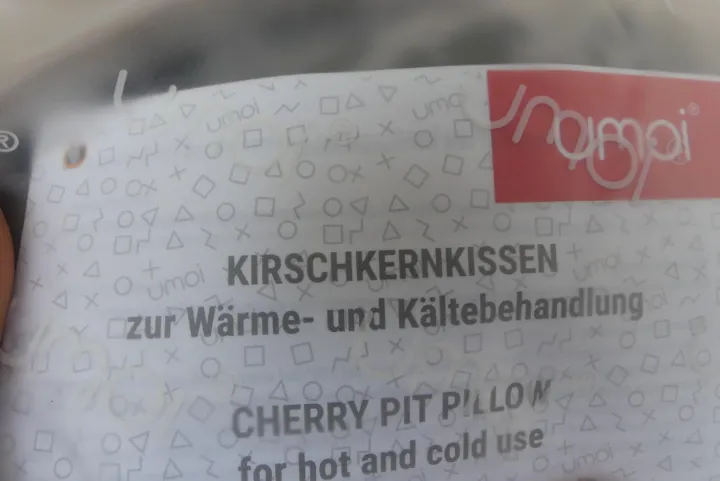 umoi®
KIRSCHKERNKISSEN
zur Wärme- und Kältebehandlung
CHERRY PIT PILLOW
for hot and cold use